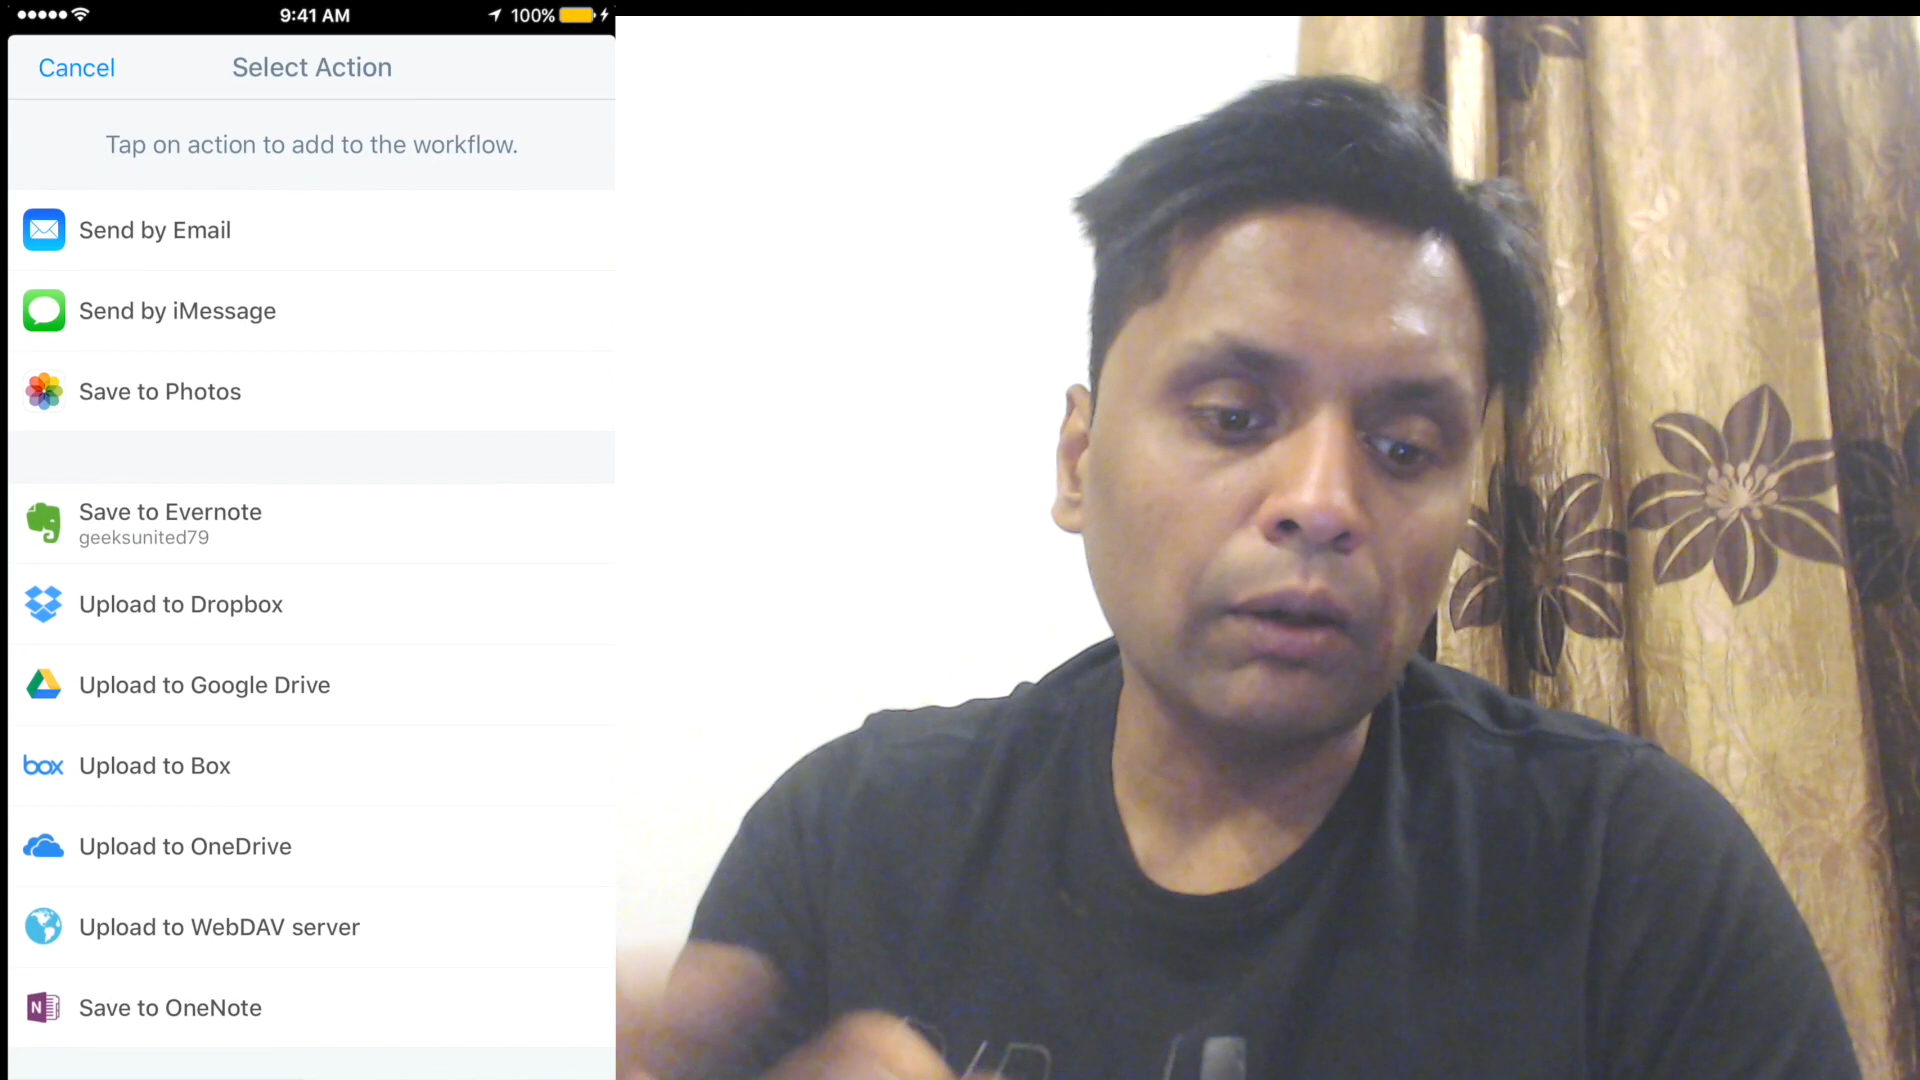 9:41 AM
100%
Cancel
Select Action
Tap on action to add to the workflow.
Send by Email
Send by iMessage
Save to Photos
Save to Evernote
geeksunited79
Upload to Dropbox
Upload to Google Drive
box
Upload to Box
Upload to OneDrive
Upload to WebDAV server
N
Save to OneNote